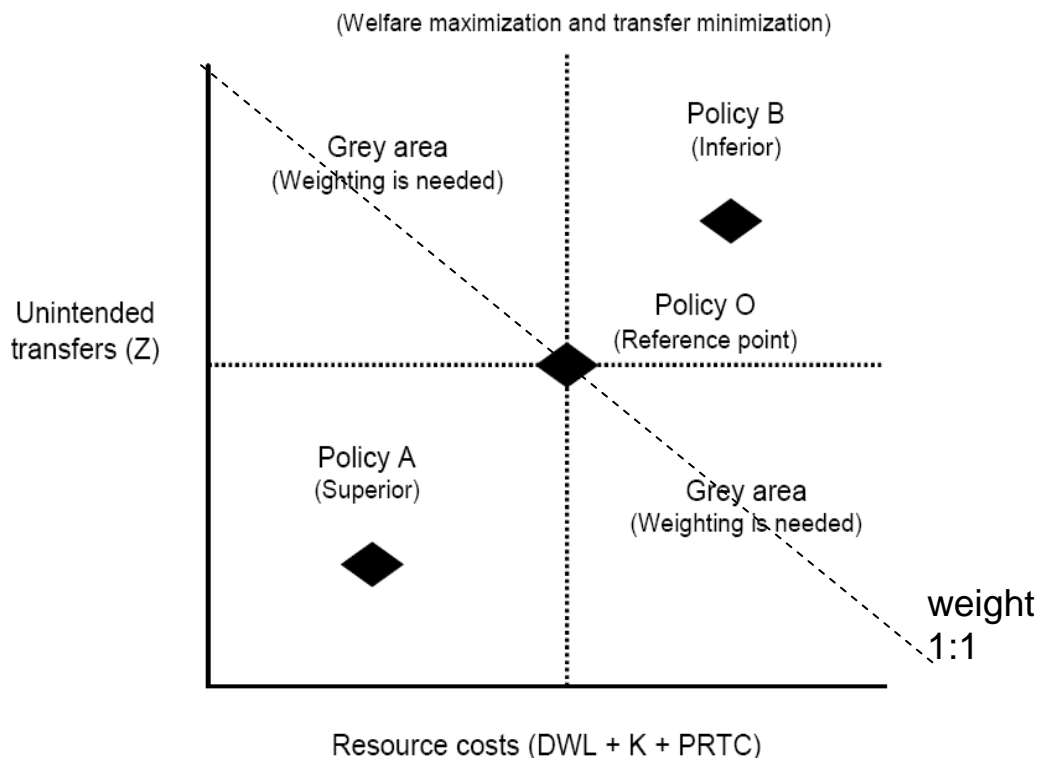 (Welfare maximization and transfer minimization)
Policy B
(Inferior)
Grey area
(Weighting is needed)
Policy O
(Reference point)
Unintended
transfers (Z)
Policy A
(Superior)
Grey area
(Weighting is needed)
weight
1:1
Resource costs (DWL + K + PRTC)